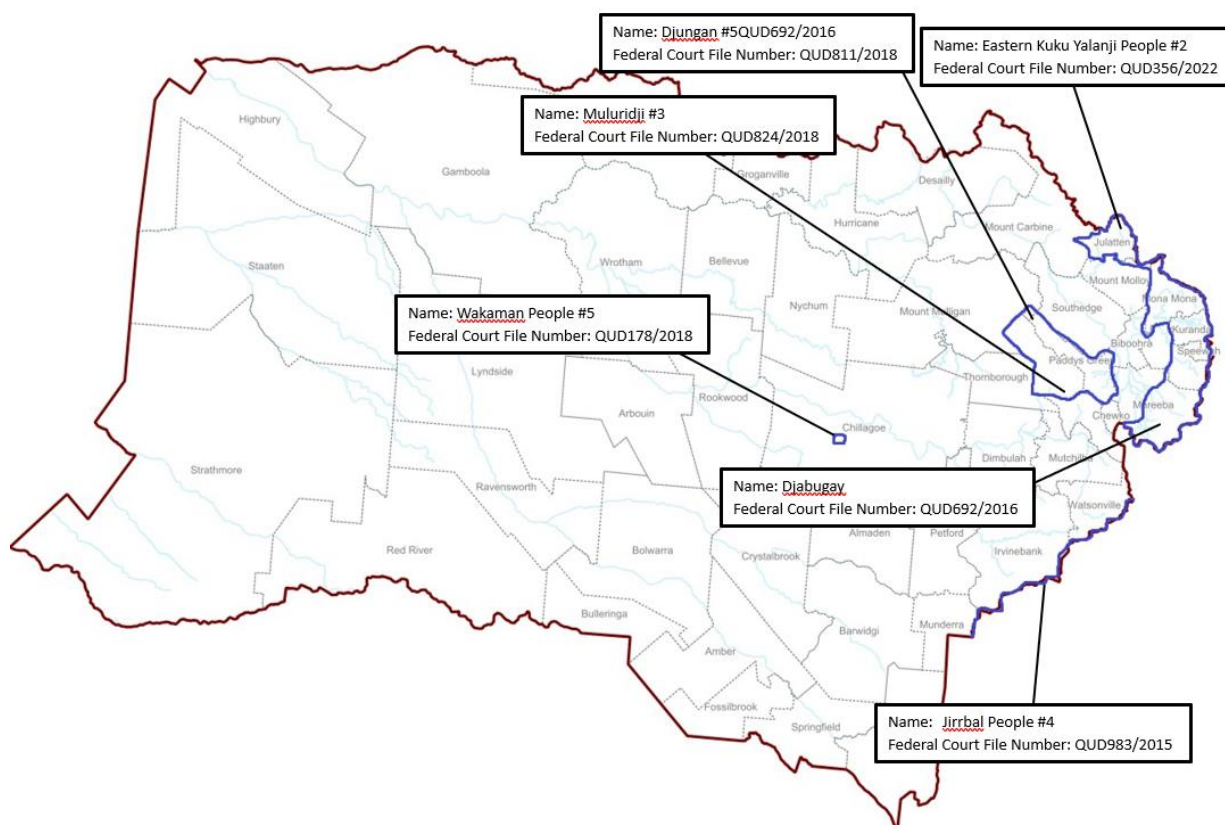 Name: Djungan #5QUD692/2016
Federal Court File Number: QUD811/2018
Name: Eastern Kuku Yalanji People #2
Federal Court File Number: QUD356/2022
Name: Muluridji #3
Federal Court File Number: QUD824/2018
Highbury
Gamboola
Groganville
Desailly
Hurricane
Mount Carbine
Julatten
Staaten
Wrotham
Bellevue
Mount Molloy
Mona Mona
Nychum
Mount Mulligan
Southedge
Kuranda
Name: Wakaman People #5
Federal Court File Number: QUD178/2018
Biboohra
Speewah
Paddys Green
Lyndside
Thornborough
Rookwood
Arbouin
Mareeba
Chewko
Chillagoe
Dimbulah
Mutchilba
Strathmore
Ravensworth
Name: Djabugay
Federal Court File Number: QUD692/2016
Watsonville
Almaden
Petford
Red River
Bolwarra
Crystalbrook
Irvinebank
Bulleringa
Barwidgi
Munderra
Amber
Fossilbrook
Springfield
Name: Jirrbal People #4
Federal Court File Number: QUD983/2015